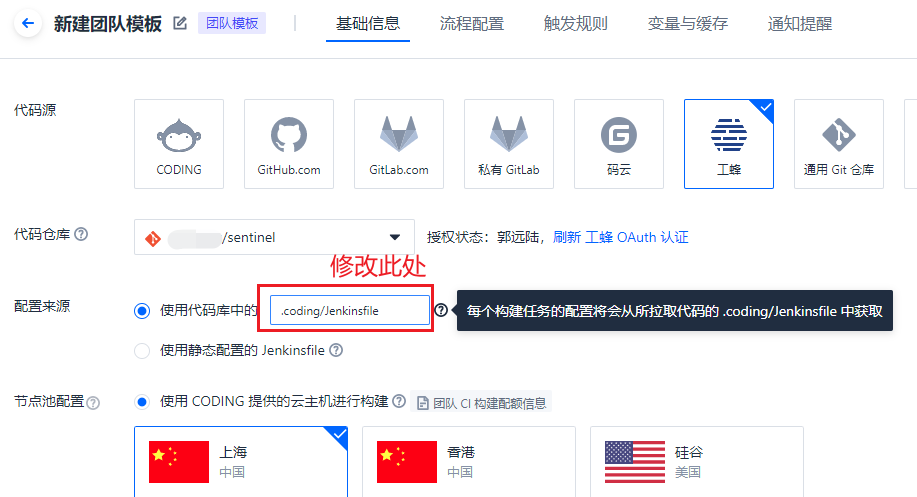 新建团队模板 团队模板 基础信息 流程配置 触发规则 变量与缓存 通知提醒
代码源
CODING GitHub.com GitLab.com 私有 GitLab 码云 工蜂 通用 Git 仓库
代码仓库 /sentinel 授权状态：郭远陆，刷新 工蜂 OAuth 认证
修改此处
配置来源 使用代码库中的 .coding/Jenkinsfile 每个构建任务的配置将会从所拉取代码的 .coding/Jenkinsfile 中获取
使用静态配置的 Jenkinsfile
节点池配置 使用 CODING 提供的云主机进行构建 团队 CI 构建配额信息
上海 香港 硅谷
中国 中国 美国